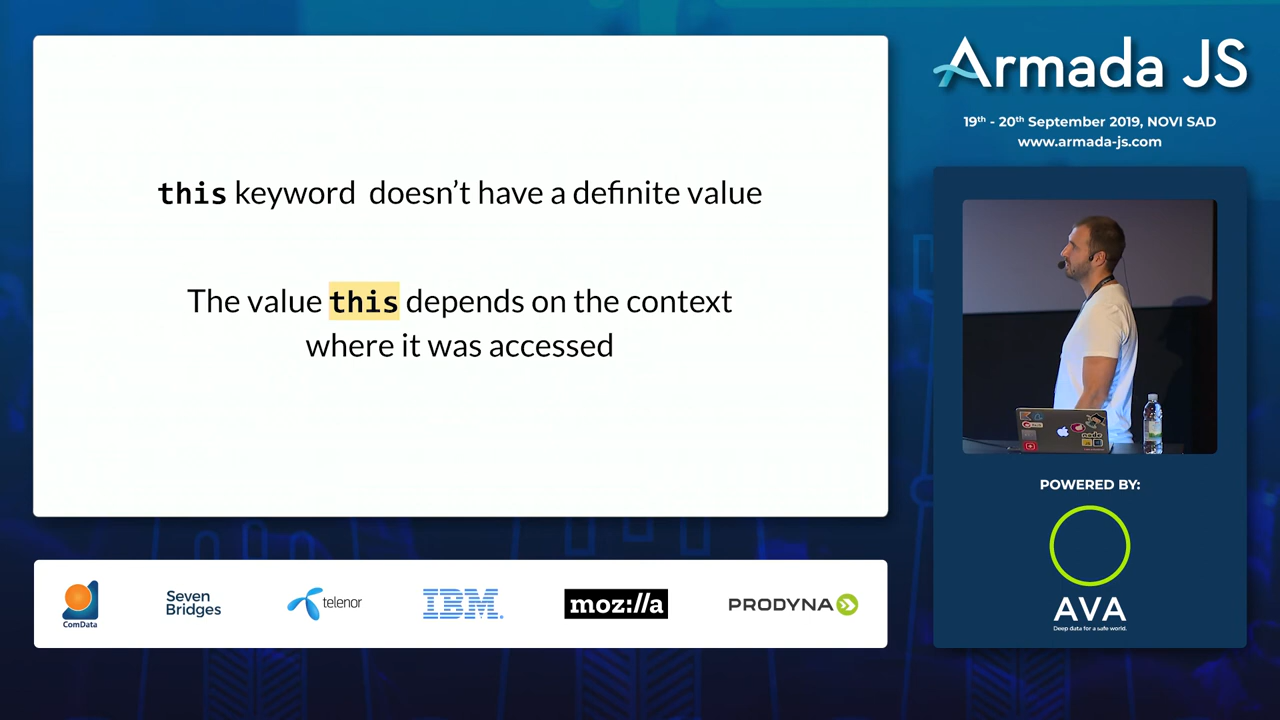 this keyword doesn't have a definite value
The value this depends on the context
where it was accessed
Armada JS
19th - 20th September 2019, NOVI SAD
www.armada-js.com
node
POWERED BY:
AVA
Deep data for a safe world.
ComData
Seven
Bridges
telenor
IBM
moz://a
PRODYNA